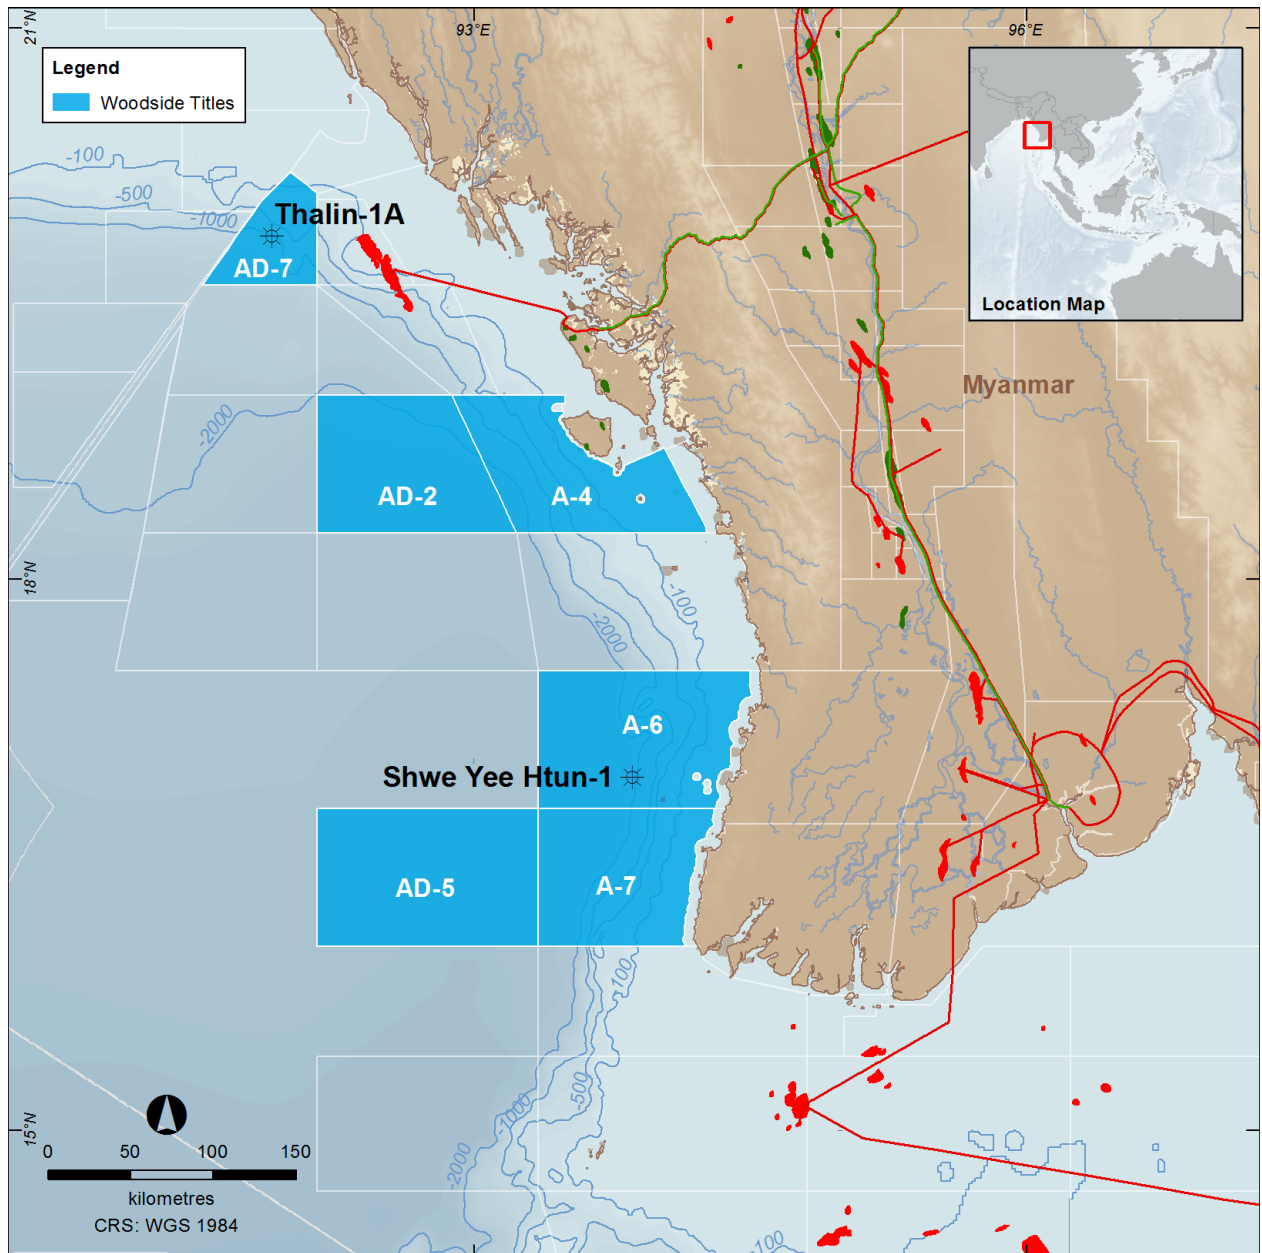 21°N
93°E
96°E
Legend
Woodside Titles
Location Map
-100
-500
-1000
Thalin-1A
AD-7
Myanmar
-2000
AD-2
A-4
18°N
-100
-2000
A-6
Shwe Yee Htun-1
AD-5
A-7
-100
-500
-1000
-2000
15°N
0 50 100 150
kilometres
CRS: WGS 1984
-100